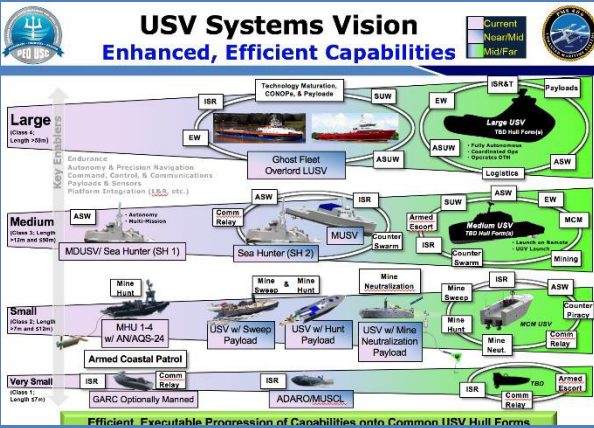 USV Systems Vision
Enhanced, Efficient Capabilities
Current
Near/Mid
Mid/Far
PEO USC
PMS 406
Large
(Class 4;
Length >50m)
Key Enablers
Endurance
Autonomy & Precision Navigation
Command, Control, & Communications
Payloads & Sensors
Platform Integration (L&R, etc.)
Technology Maturation,
CONOPs, & Payloads
ISR
SUW
EW
ASUW
Ghost Fleet
Overlord LUSV
ISR&T
Payloads
EW
Large USV
TBD Hull Form(s)
- Fully Autonomous
- Coordinated Ops
- Operates OTH
ASUW
ASW
Logistics
Medium
(Class 3; Length
>12m and ≤50m)
ASW
- Autonomy
- Multi-Mission
MDUSV/ Sea Hunter (SH 1)
ASW
ISR
Comm
Relay
MUSV
Counter
Swarm
Sea Hunter (SH 2)
ASW
SUW
EW
Armed
Escort
MCM
Medium USV
TBD Hull Form(s)
- Launch on Remote
- UUV Launch
ISR
Counter
Swarm
Mining
Small
(Class 2; Length
>7m and ≤12m)
Mine
Hunt
MHU 1-4
w/ AN/AQS-24
Mine
Sweep
&
Mine
Hunt
USV w/ Sweep
Payload
USV w/ Hunt
Payload
Mine
Neutralization
USV w/ Mine
Neutralization
Payload
ISR
Mine
Sweep
ASW
Counter
Piracy
Mine
Hunt
MCM USV
Mine
Neut.
Comm
Relay
Very Small
(Class 1;
Length ≤7m)
Armed Coastal Patrol
ISR
Comm
Relay
GARC Optionally Manned
ISR
ADARO/MUSCL
ISR
TBD
Armed
Escort
Comm
Relay
Efficient, Executable Progression of Capabilities onto Common USV Hull Forms